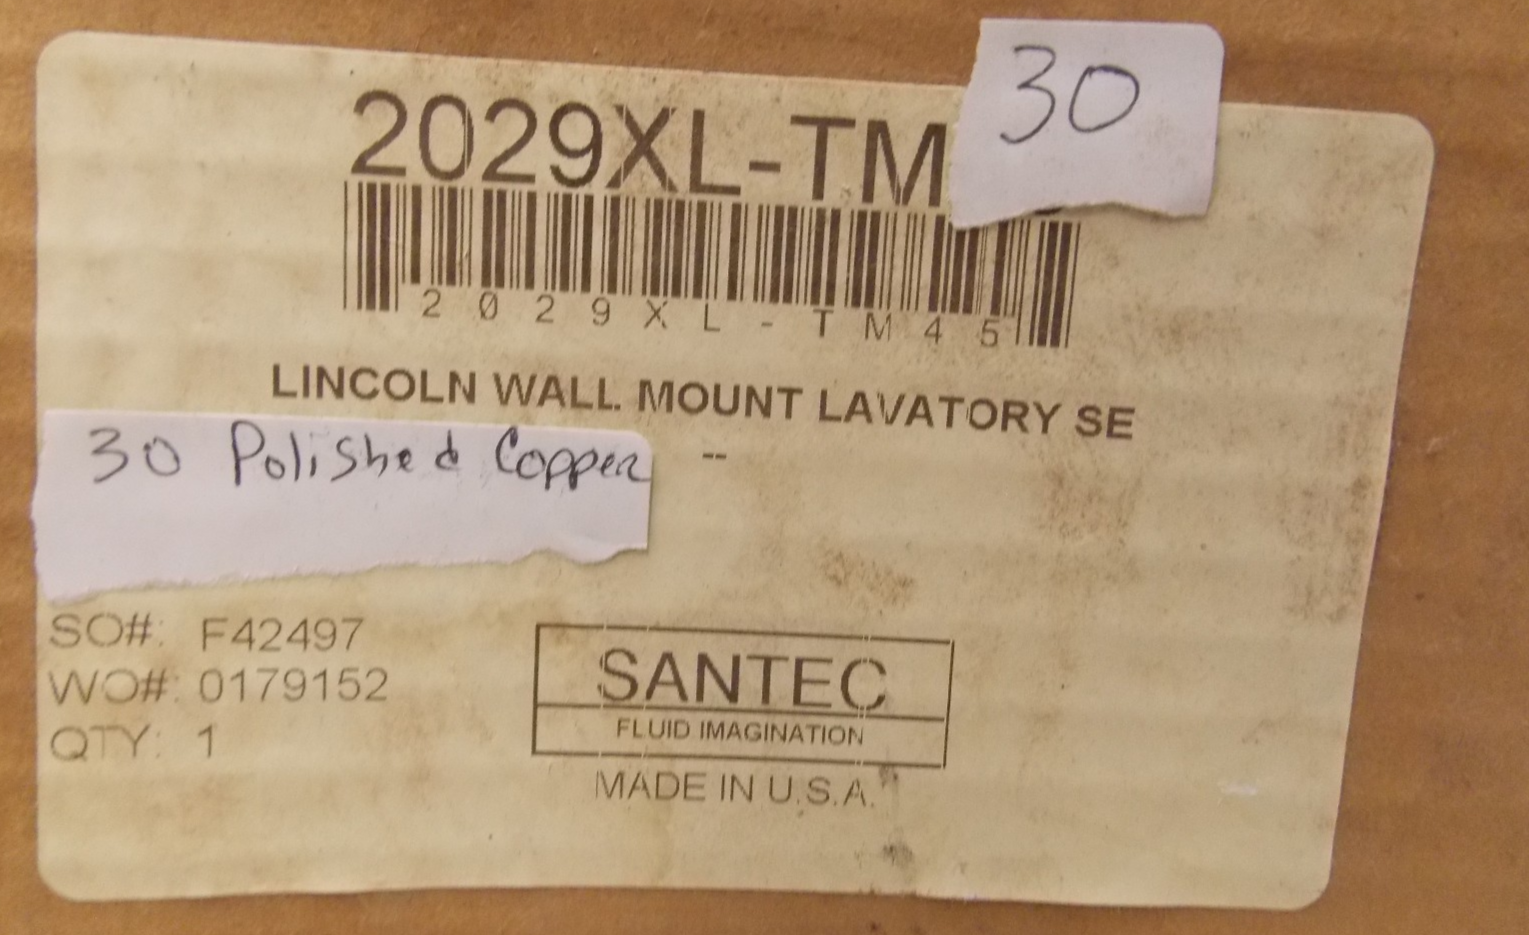 2029XL-TM 30
2029XL-TM45
LINCOLN WALL MOUNT LAVATORY SE
30 Polished Copper --
SO#: F42497
WO#: 0179152
QTY: 1
SANTEC
FLUID IMAGINATION
MADE IN U.S.A.